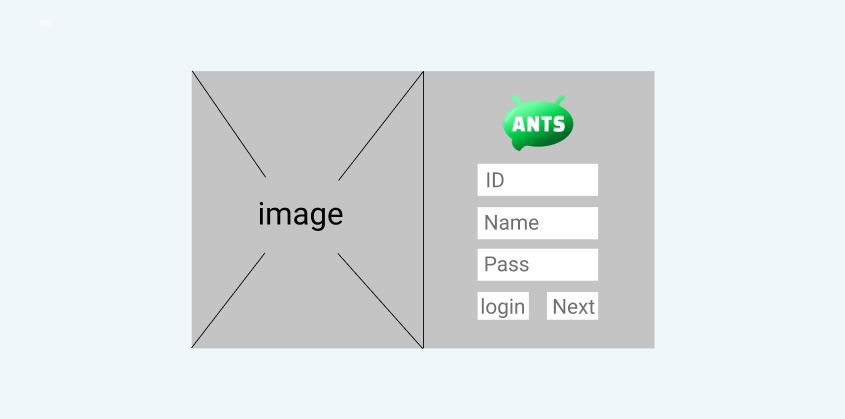 image
ANTS
ID
Name
Pass
login Next